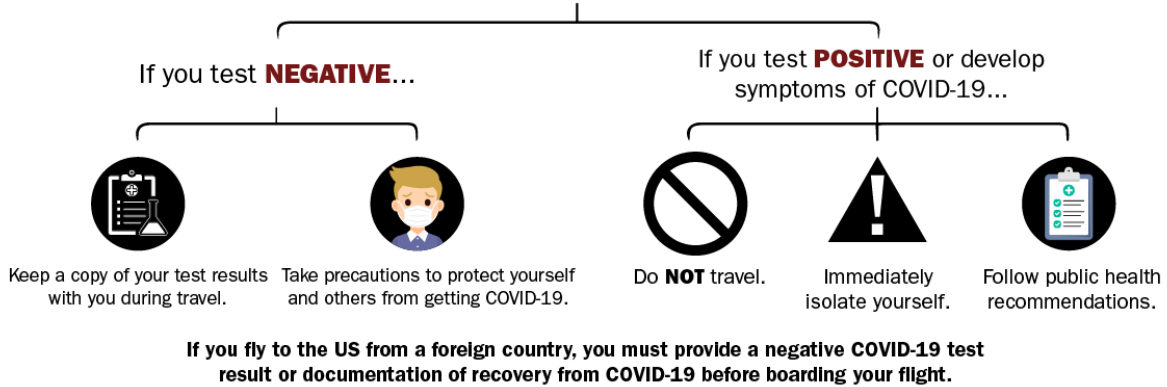 If you test NEGATIVE...
If you test POSITIVE or develop
symptoms of COVID-19...
Keep a copy of your test results
with you during travel.
Take precautions to protect yourself
and others from getting COVID-19.
Do NOT travel.
Immediately
isolate yourself.
Follow public health
recommendations.
If you fly to the US from a foreign country, you must provide a negative COVID-19 test
result or documentation of recovery from COVID-19 before boarding your flight.